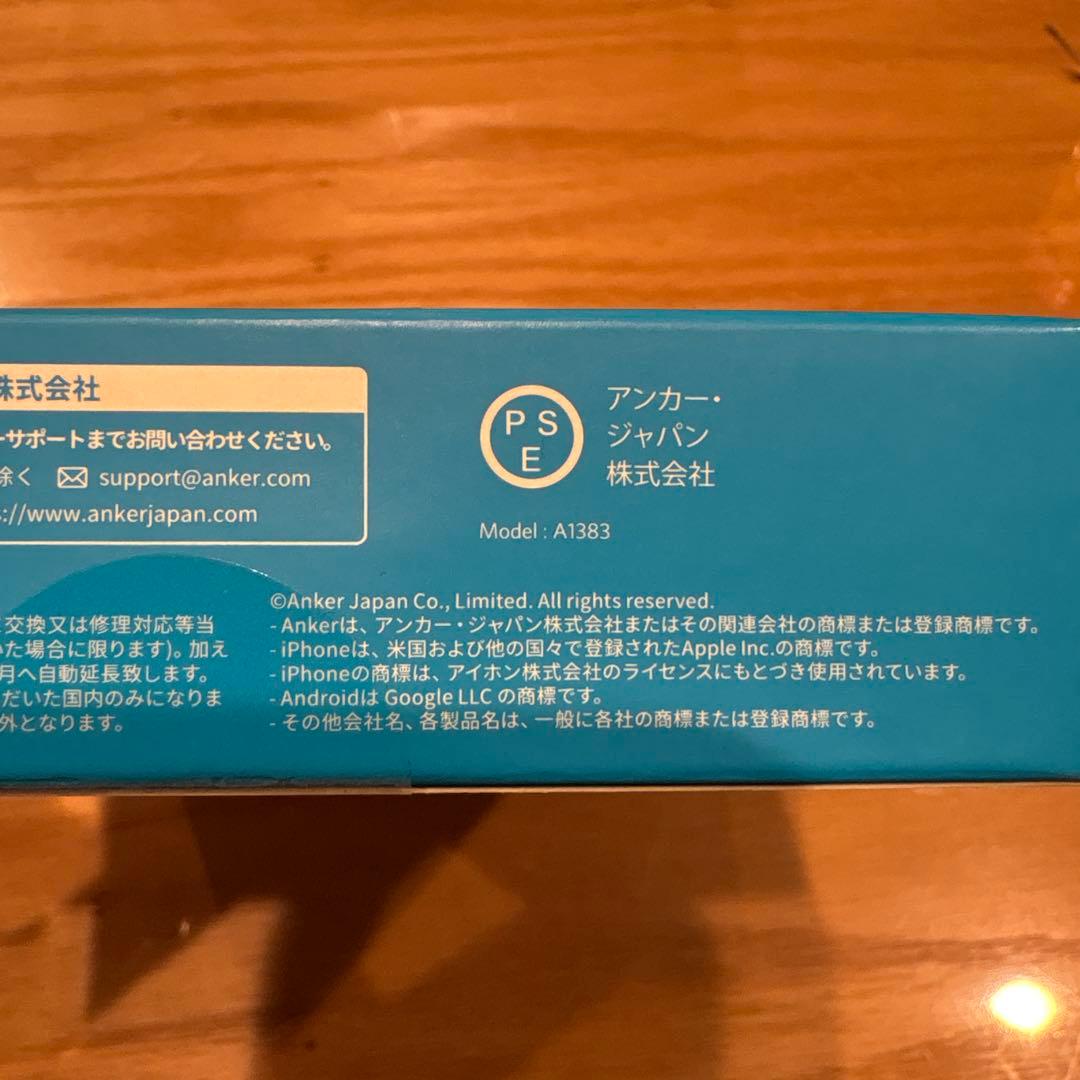 株式会社
ーサポートまでお問い合わせください。
除く support@anker.com
s://www.ankerjapan.com
P S
E
アンカー・
ジャパン
株式会社
Model : A1383
交換又は修理対応等当
いた場合に限ります)。加え
月へ自動延長致します。
ただいた国内のみになりま
外となります。
©Anker Japan Co., Limited. All rights reserved.
- Ankerは、アンカー・ジャパン株式会社またはその関連会社の商標または登録商標です。
- iPhoneは、米国および他の国々で登録されたApple Inc.の商標です。
- iPhoneの商標は、アイホン株式会社のライセンスにもとづき使用されています。
- Androidは Google LLC の商標です。
- その他会社名、各製品名は、一般に各社の商標または登録商標です。